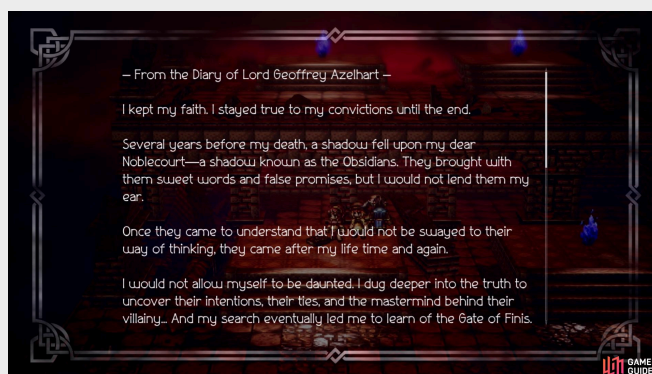 — From the Diary of Lord Geoffrey Azelhart —
I kept my faith. I stayed true to my convictions until the end.
Several years before my death, a shadow fell upon my dear
Noblecourt—a shadow known as the Obsidians. They brought with
them sweet words and false promises, but I would not lend them my
ear.
Once they came to understand that I would not be swayed to their
way of thinking, they came after my life time and again.
I would not allow myself to be daunted. I dug deeper into the truth to
uncover their intentions, their ties, and the mastermind behind their
villainy... And my search eventually led me to learn of the Gate of Finis.
GAME
GUIDE